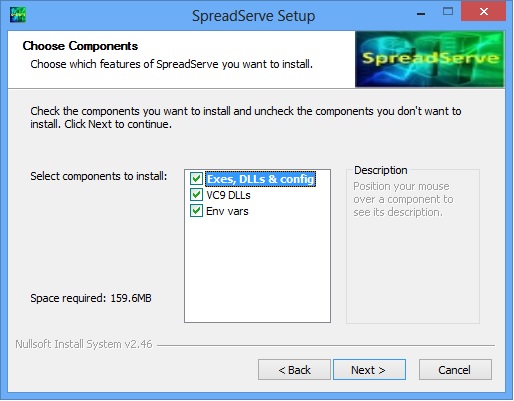 SpreadServe Setup
Choose Components
Choose which features of SpreadServe you want to install.
SpreadServe
Check the components you want to install and uncheck the components you don't want to
install. Click Next to continue.
Select components to install:
Exes, DLLs & config
VC9 DLLs
Env vars
Description
Position your mouse
over a component to
see its description.
Space required: 159.6MB
Nullsoft Install System v2.46
< Back
Next >
Cancel